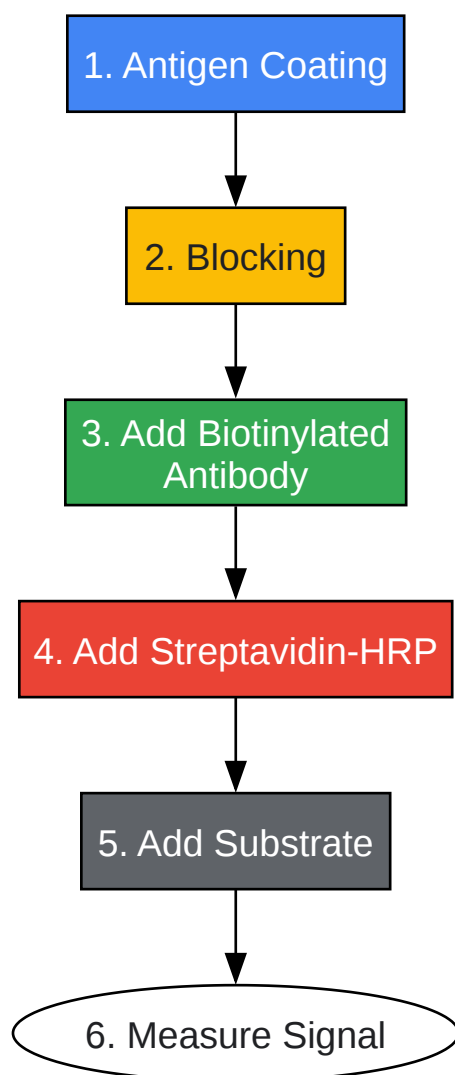 1. Antigen Coating
2. Blocking
3. Add Biotinylated
Antibody
4. Add Streptavidin-HRP
5. Add Substrate
6. Measure Signal